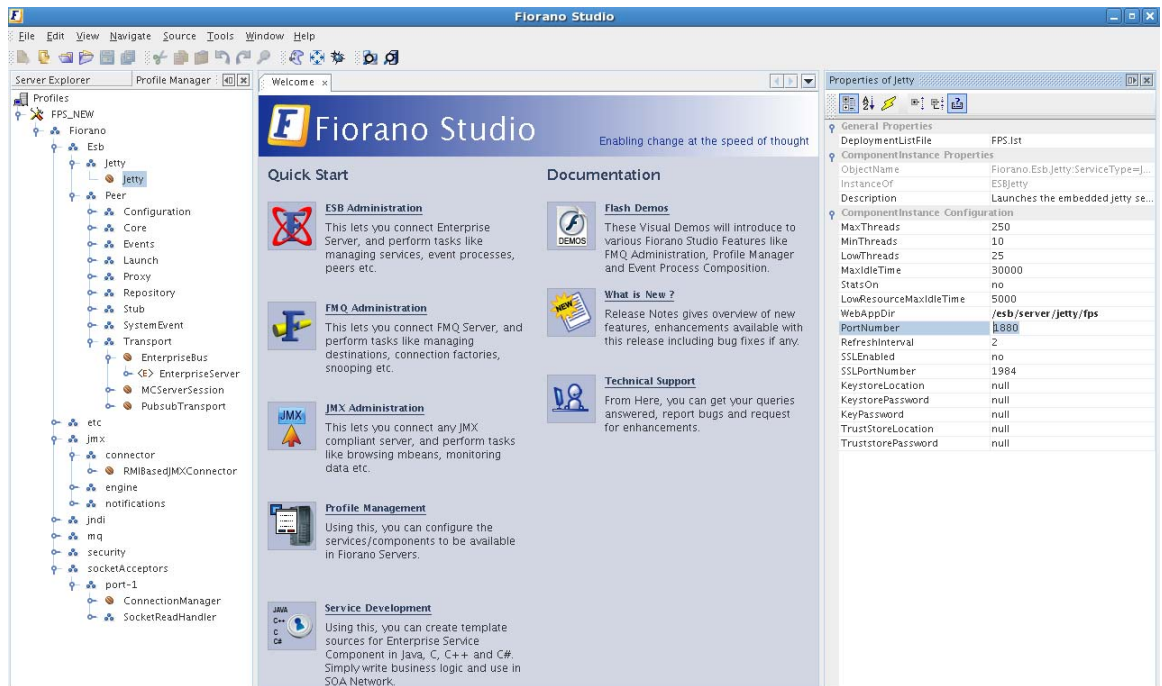 Fiorano Studio
File Edit View Navigate Source Tools Window Help
Server Explorer Profile Manager
Profiles
FPS_NEW
Fiorano
Esb
Jetty
Jetty
Peer
Configuration
Core
Events
Launch
Proxy
Repository
Stub
SystemEvent
Transport
EnterpriseBus
<E> EnterpriseServer
MCServerSession
PubsubTransport
etc
jmx
connector
RMIBasedJMXConnector
engine
notifications
jndi
mq
security
socketAcceptors
port-1
ConnectionManager
SocketReadHandler
Welcome
Fiorano Studio
Enabling change at the speed of thought
Quick Start
ESB Administration
This lets you connect Enterprise
Server, and perform tasks like
managing services, event processes,
peers etc.
FMQ Administration
This lets you connect FMQ Server, and
perform tasks like managing
destinations, connection factories,
snooping etc.
JMX
JMX Administration
This lets you connect any JMX
compliant server, and perform tasks
like browsing mbeans, monitoring
data etc.
Profile Management
Using this, you can configure the
services/components to be available
in Fiorano Servers.
JAVA
C++
C
C#
Service Development
Using this, you can create template
sources for Enterprise Service
Component in Java, C, C++ and C#.
Simply write business logic and use in
SOA Network.
Documentation
DEMOS
Flash Demos
These Visual Demos will introduce to
various Fiorano Studio Features like
FMQ Administration, Profile Manager
and Event Process Composition.
NEW
What is New ?
Release Notes gives overview of new
features, enhancements available with
this release including bug fixes if any.
Technical Support
From Here, you can get your queries
answered, report bugs and request
for enhancements.
Properties of Jetty
General Properties
DeploymentListFile FPS.lst
ComponentInstance Properties
ObjectName Fiorano.Esb.Jetty:ServiceType=J...
InstanceOf ESBJetty
Description Launches the embedded jetty se...
ComponentInstance Configuration
MaxThreads 250
MinThreads 10
LowThreads 25
MaxIdleTime 30000
StatsOn no
LowResourceMaxIdleTime 5000
WebAppDir /esb/server/jetty/fps
PortNumber 1880
RefreshInterval 2
SSLEnabled no
SSLPortNumber 1984
KeystoreLocation null
KeystorePassword null
KeyPassword null
TrustStoreLocation null
TruststorePassword null